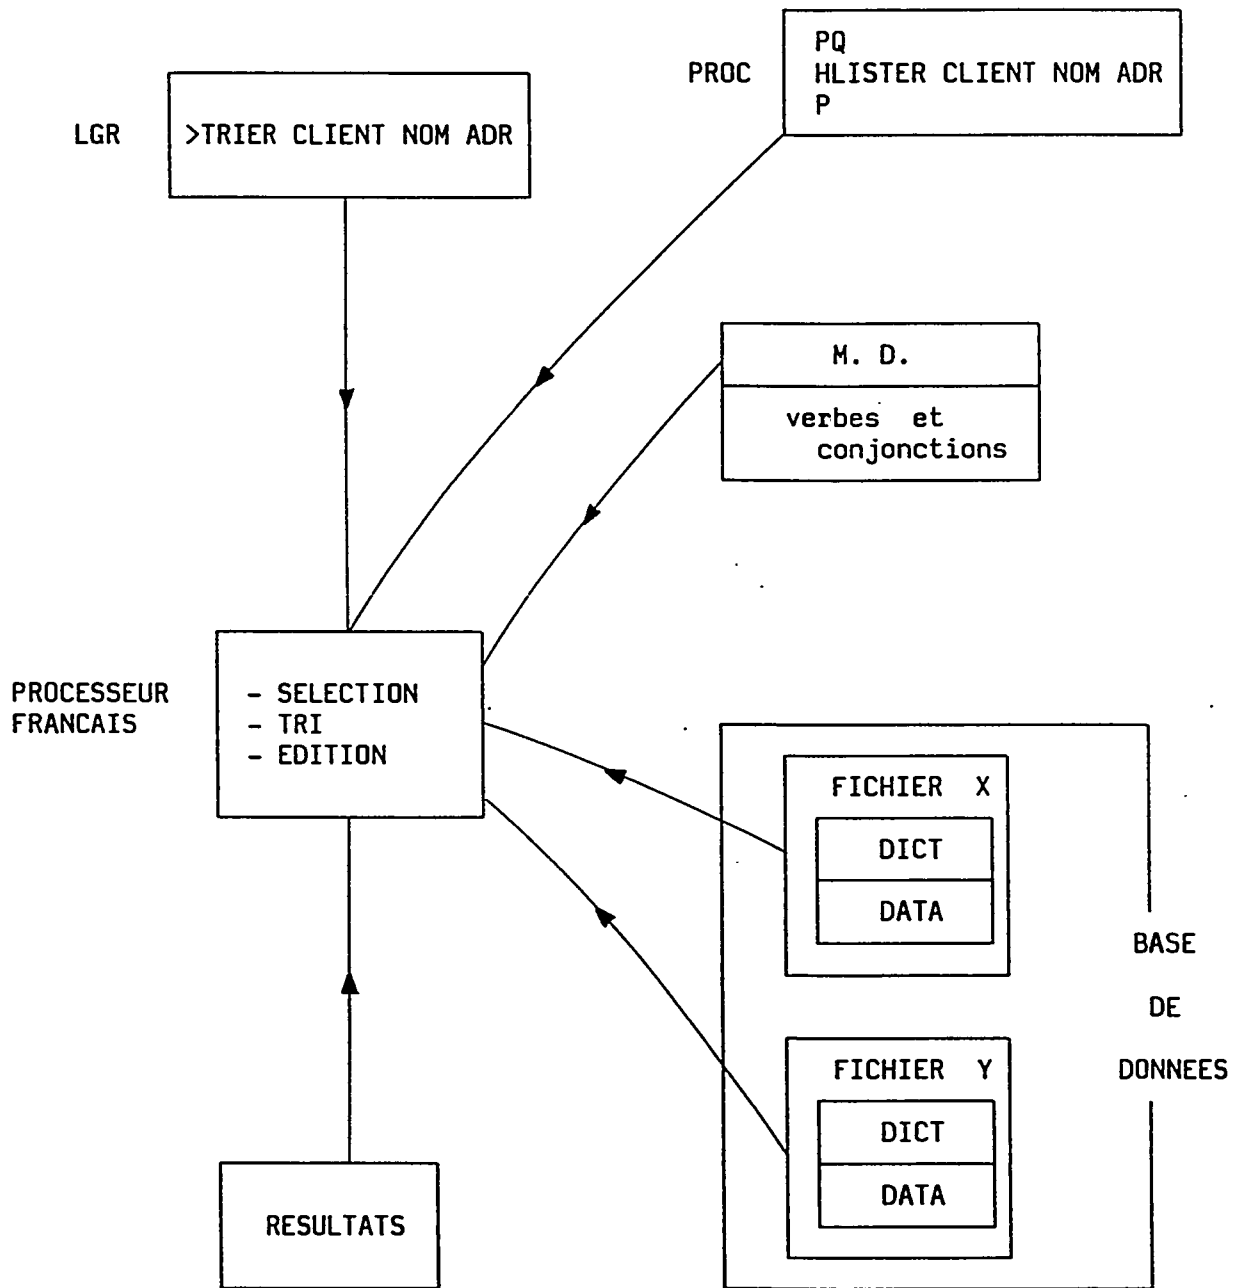 PROC
PQ
HLISTER CLIENT NOM ADR
P
LGR
>TRIER CLIENT NOM ADR
M. D.
verbes et
conjonctions
PROCESSEUR
FRANCAIS
- SELECTION
- TRI
- EDITION
FICHIER X
DICT
DATA
BASE
DE
DONNEES
FICHIER Y
DICT
DATA
RESULTATS